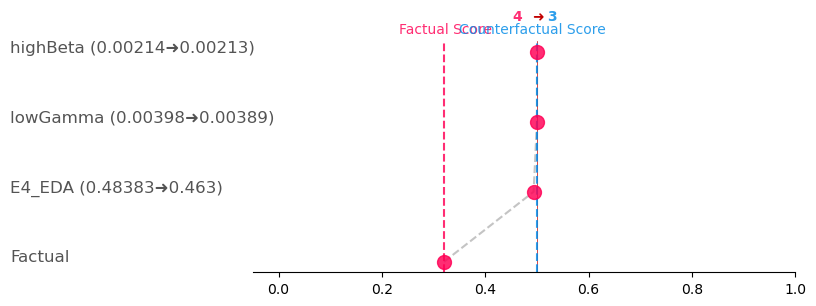 4 ➔ 3
Factual Score Counterfactual Score
highBeta (0.00214➔0.00213)
lowGamma (0.00398➔0.00389)
E4_EDA (0.48383➔0.463)
Factual
0.0 0.2 0.4 0.6 0.8 1.0